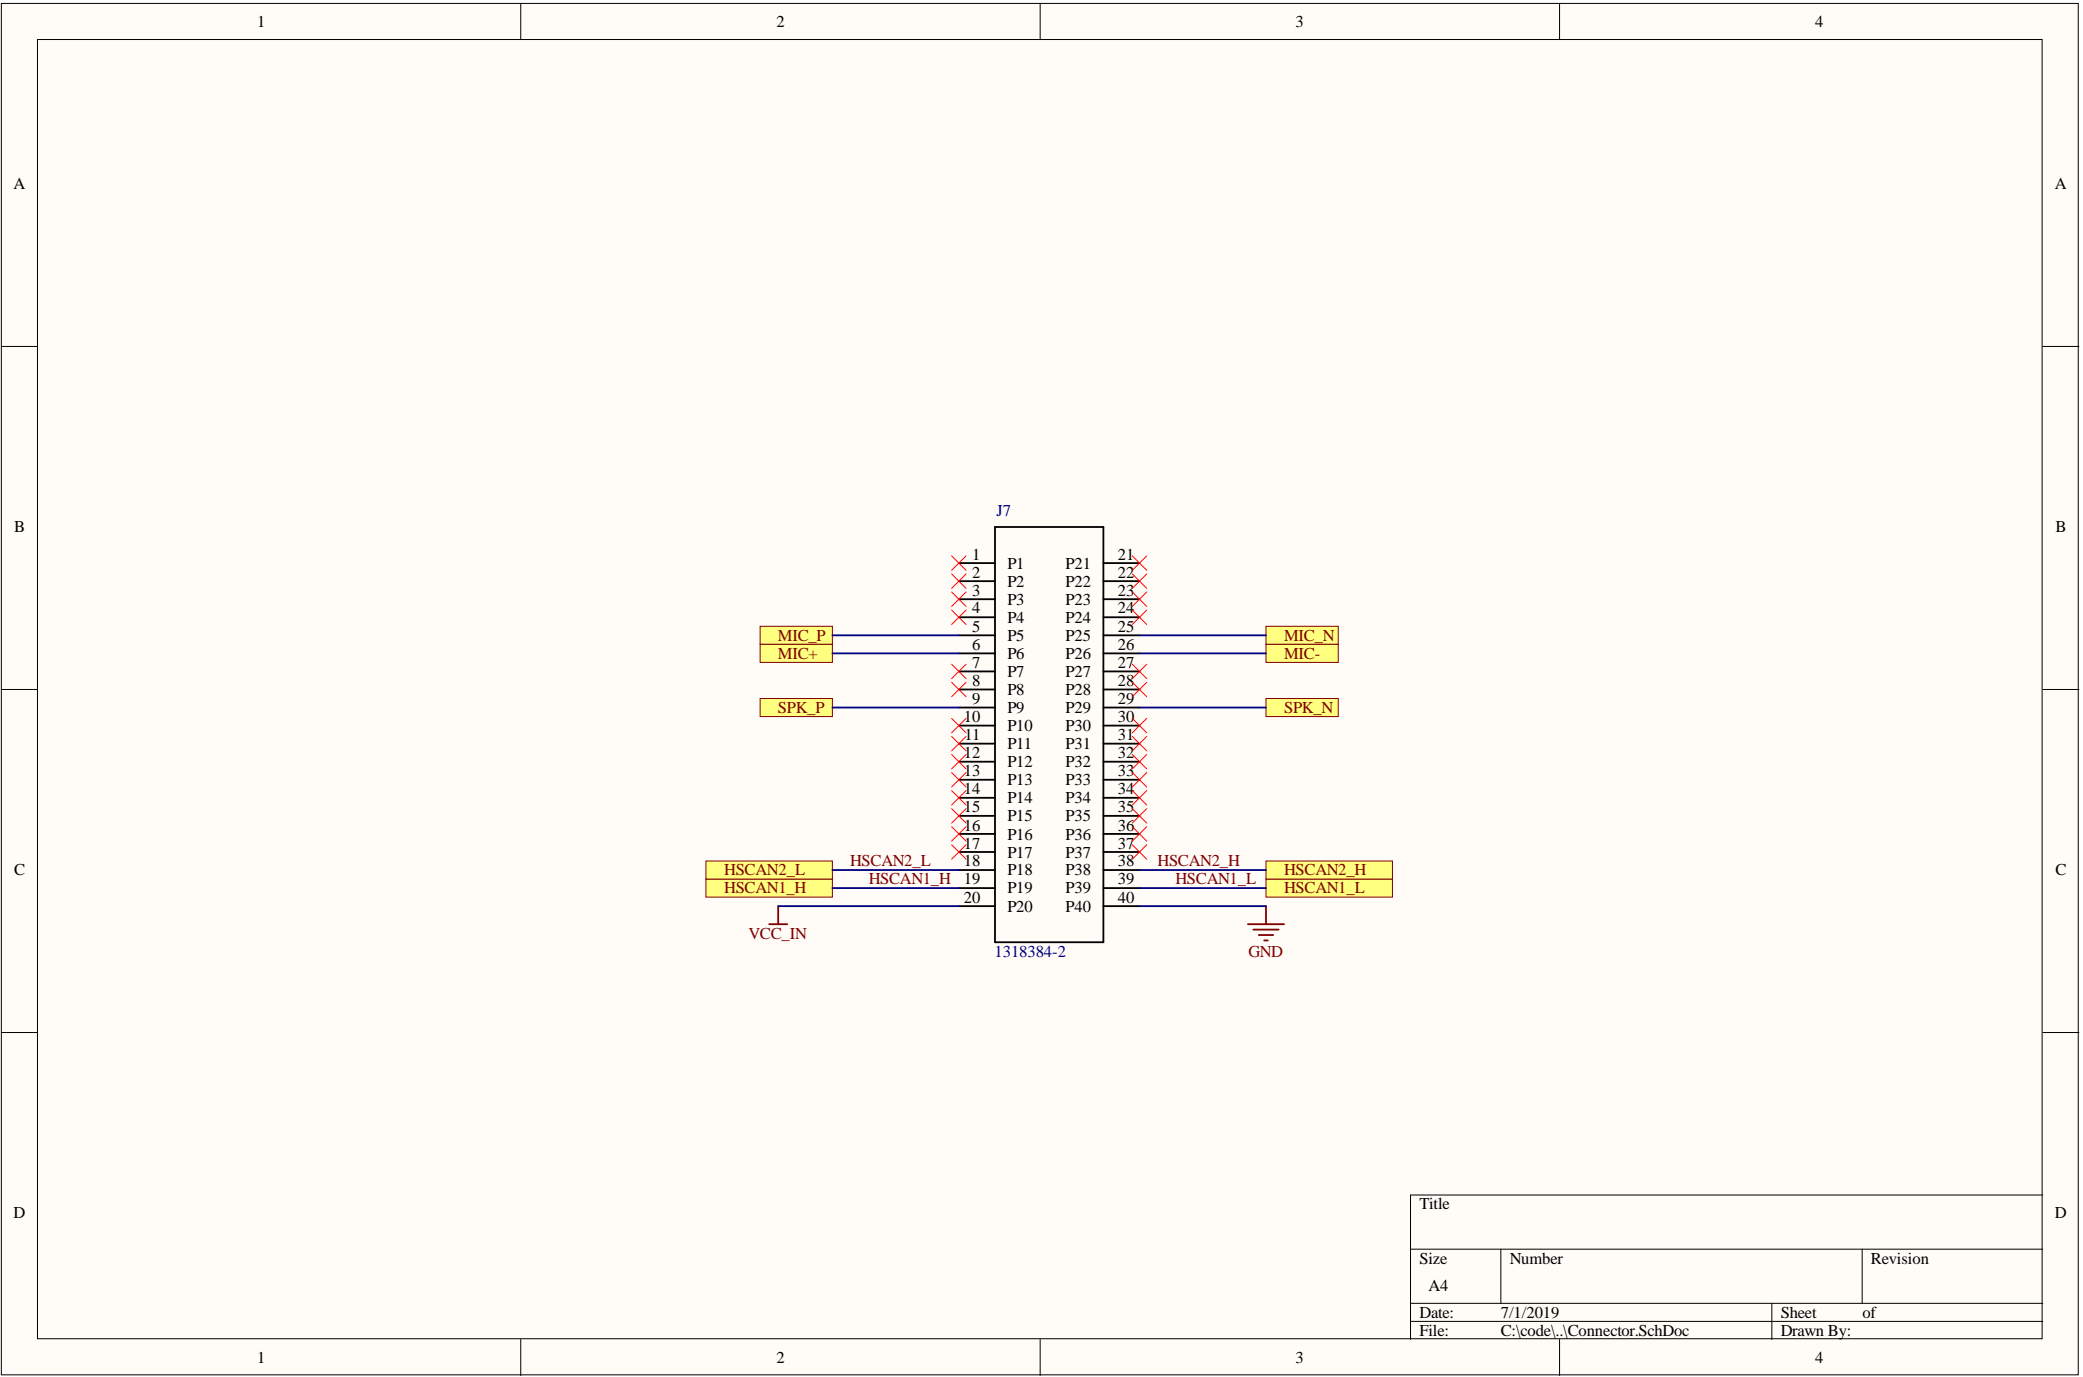 1 2 3 4
A A
B B
J7
1 P1 P21 21
2 P2 P22 22
3 P3 P23 23
4 P4 P24 24
MIC_P 5 P5 P25 25 MIC_N
MIC+ 6 P6 P26 26 MIC-
7 P7 P27 27
8 P8 P28 28
SPK_P 9 P9 P29 29 SPK_N
10 P10 P30 30
11 P11 P31 31
12 P12 P32 32
13 P13 P33 33
14 P14 P34 34
15 P15 P35 35
16 P16 P36 36
17 P17 P37 37
C HSCAN2_L HSCAN2_L 18 P18 P38 38 HSCAN2_H HSCAN2_H C
HSCAN1_H HSCAN1_H 19 P19 P39 39 HSCAN1_L HSCAN1_L
20 P20 P40 40
VCC_IN
1318384-2 GND
Title
D D
Size Number Revision
A4
Date: 7/1/2019 Sheet of
File: C:\code\..\Connector.SchDoc Drawn By:
1 2 3 4